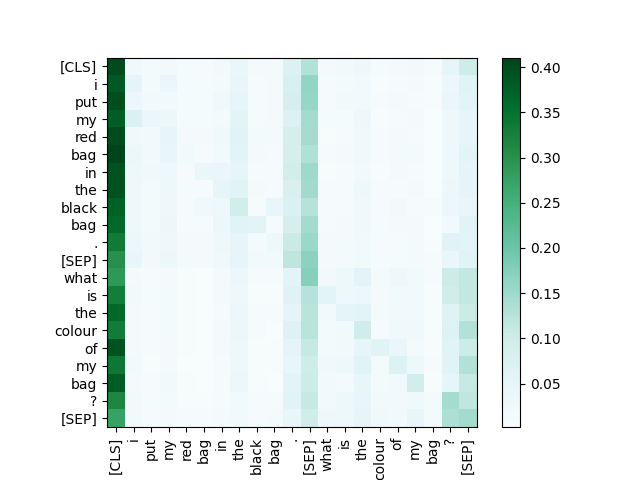 [CLS]
i
put
my
red
bag
in
the
black
bag
.
[SEP]
what
is
the
colour
of
my
bag
?
[SEP]
[CLS] i put my red bag in the black bag . [SEP] what is the colour of my bag ? [SEP]
0.40
0.35
0.30
0.25
0.20
0.15
0.10
0.05